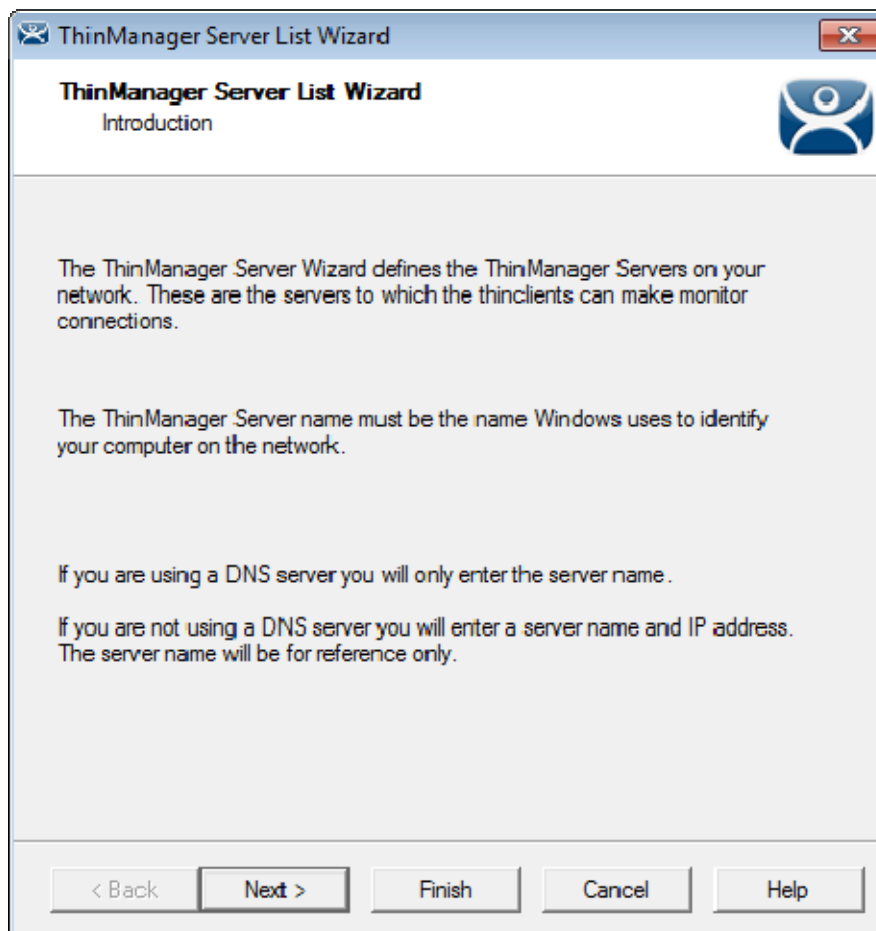 ThinManager Server List Wizard
ThinManager Server List Wizard
Introduction
The ThinManager Server Wizard defines the ThinManager Servers on your
network. These are the servers to which the thinclients can make monitor
connections.
The ThinManager Server name must be the name Windows uses to identify
your computer on the network.
If you are using a DNS server you will only enter the server name.
If you are not using a DNS server you will enter a server name and IP address.
The server name will be for reference only.
< Back Next > Finish Cancel Help